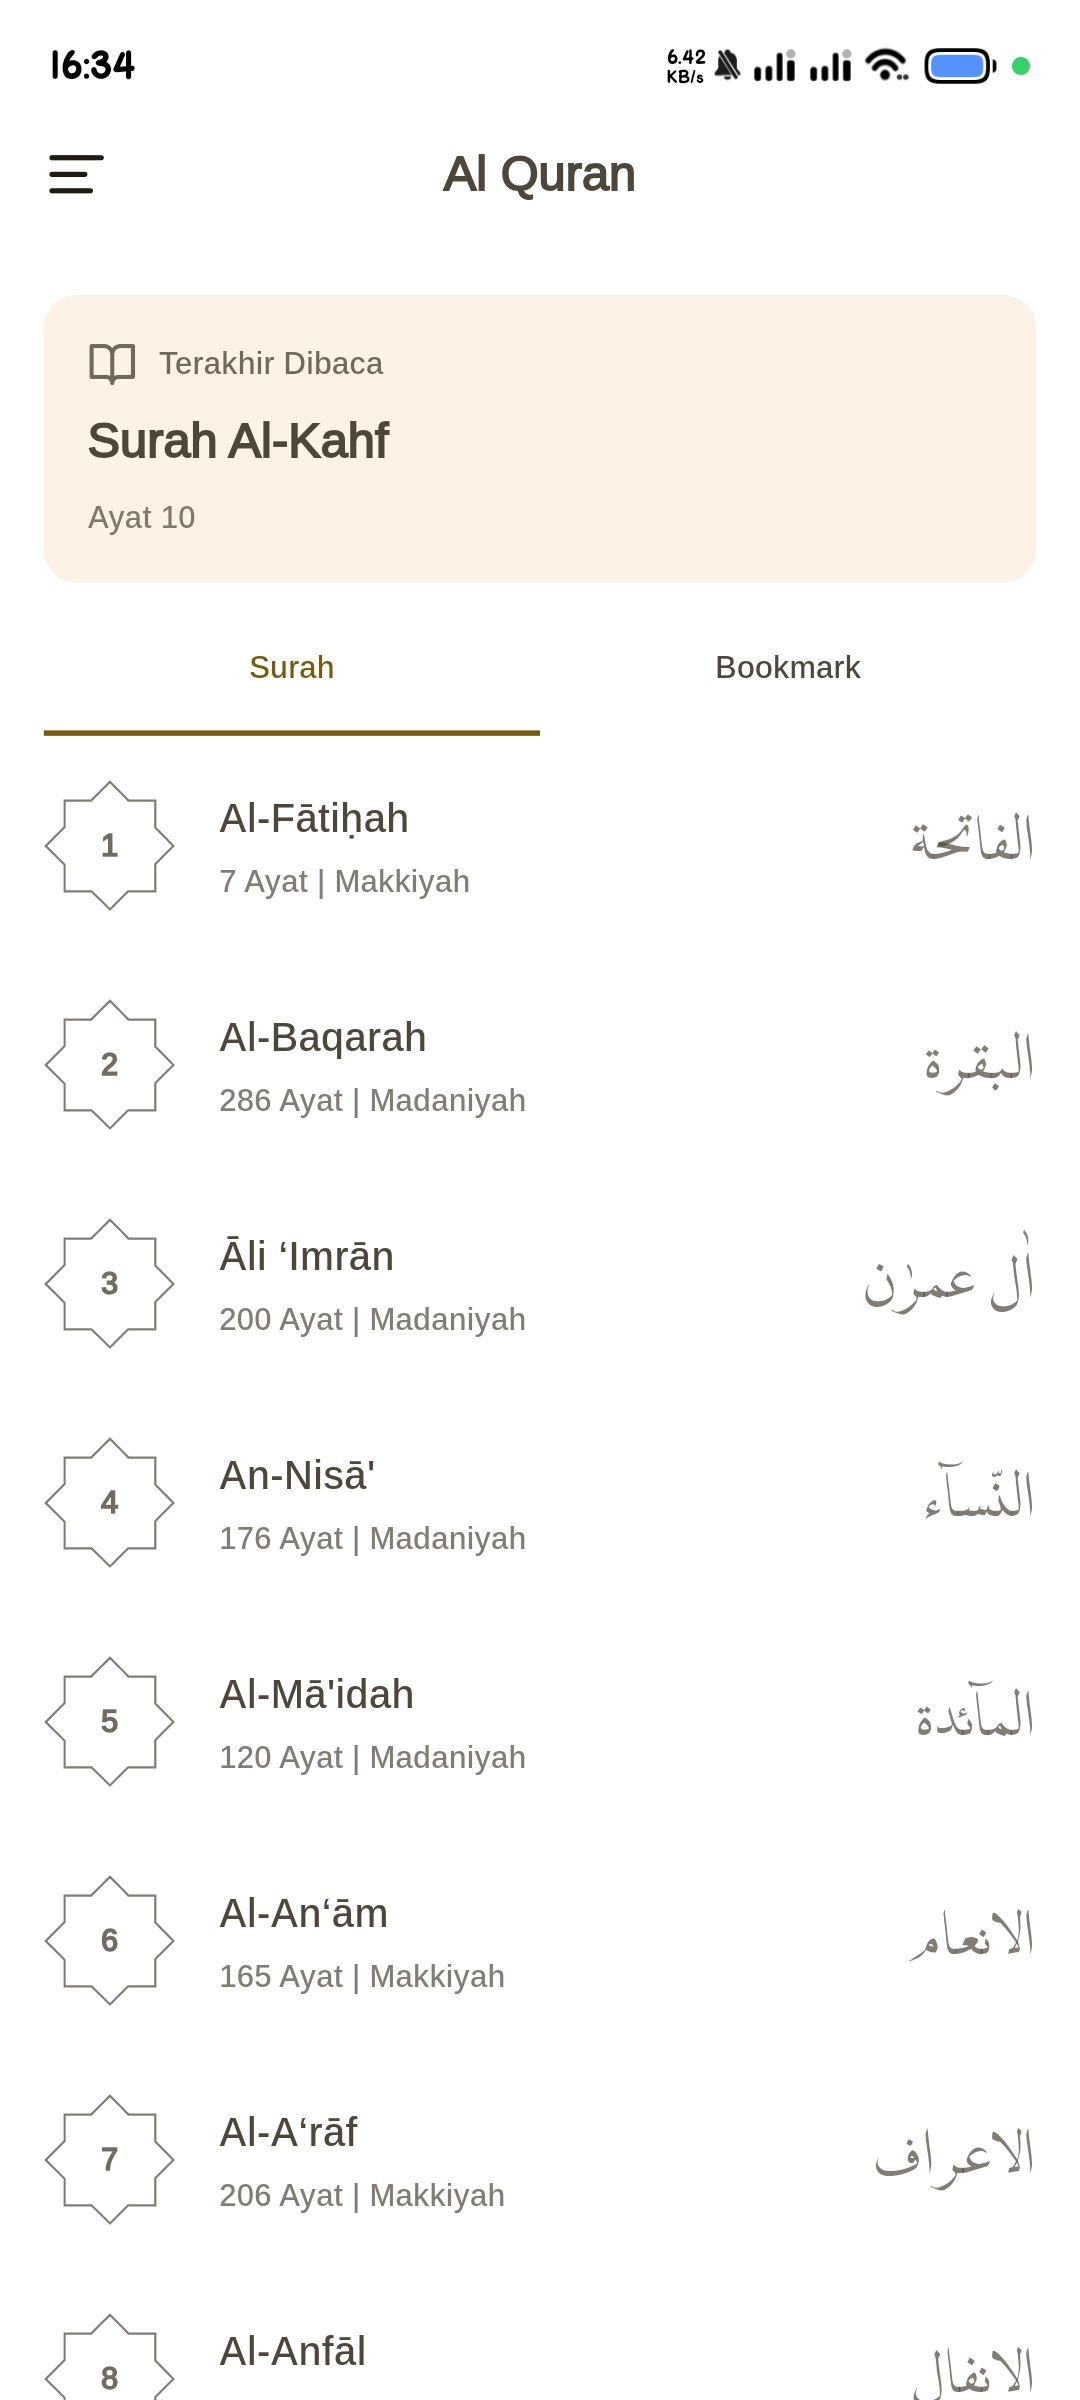 16:34
6.42 KB/s
Al Quran
Terakhir Dibaca
Surah Al-Kahf
Ayat 10
Surah
Bookmark
1
Al-Fātiḥah
الفاتحة
7 Ayat | Makkiyah
2
Al-Baqarah
البقرة
286 Ayat | Madaniyah
3
Āli ‘Imrān
اٰل عمرٰن
200 Ayat | Madaniyah
4
An-Nisā'
النّساۤء
176 Ayat | Madaniyah
5
Al-Mā'idah
الماۤئدة
120 Ayat | Madaniyah
6
Al-An‘ām
الانعام
165 Ayat | Makkiyah
7
Al-A‘rāf
الاعراف
206 Ayat | Makkiyah
8
Al-Anfāl
الانفال